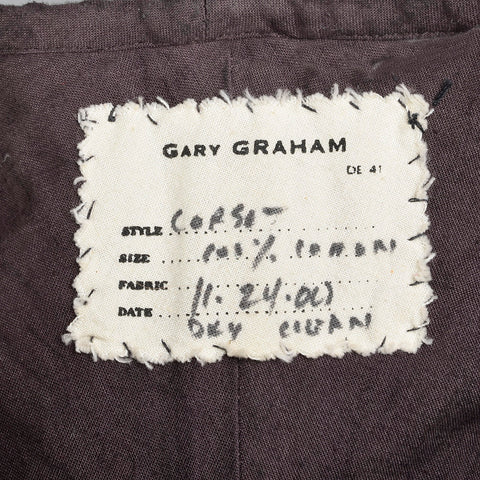 GARY GRAHAM
DE 41
STYLE CORSET
SIZE 100% COTTON
FABRIC 11.24.00
DATE DRY CLEAN